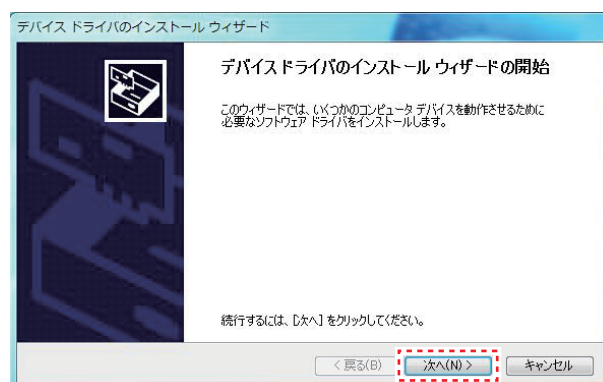 デバイス ドライバのインストール ウィザード
デバイス ドライバのインストール ウィザードの開始
このウィザードでは、いくつかのコンピュータ デバイスを動作させるために
必要なソフトウェア ドライバをインストールします。
続行するには、[次へ] をクリックしてください。
< 戻る(B) 次へ(N) > キャンセル